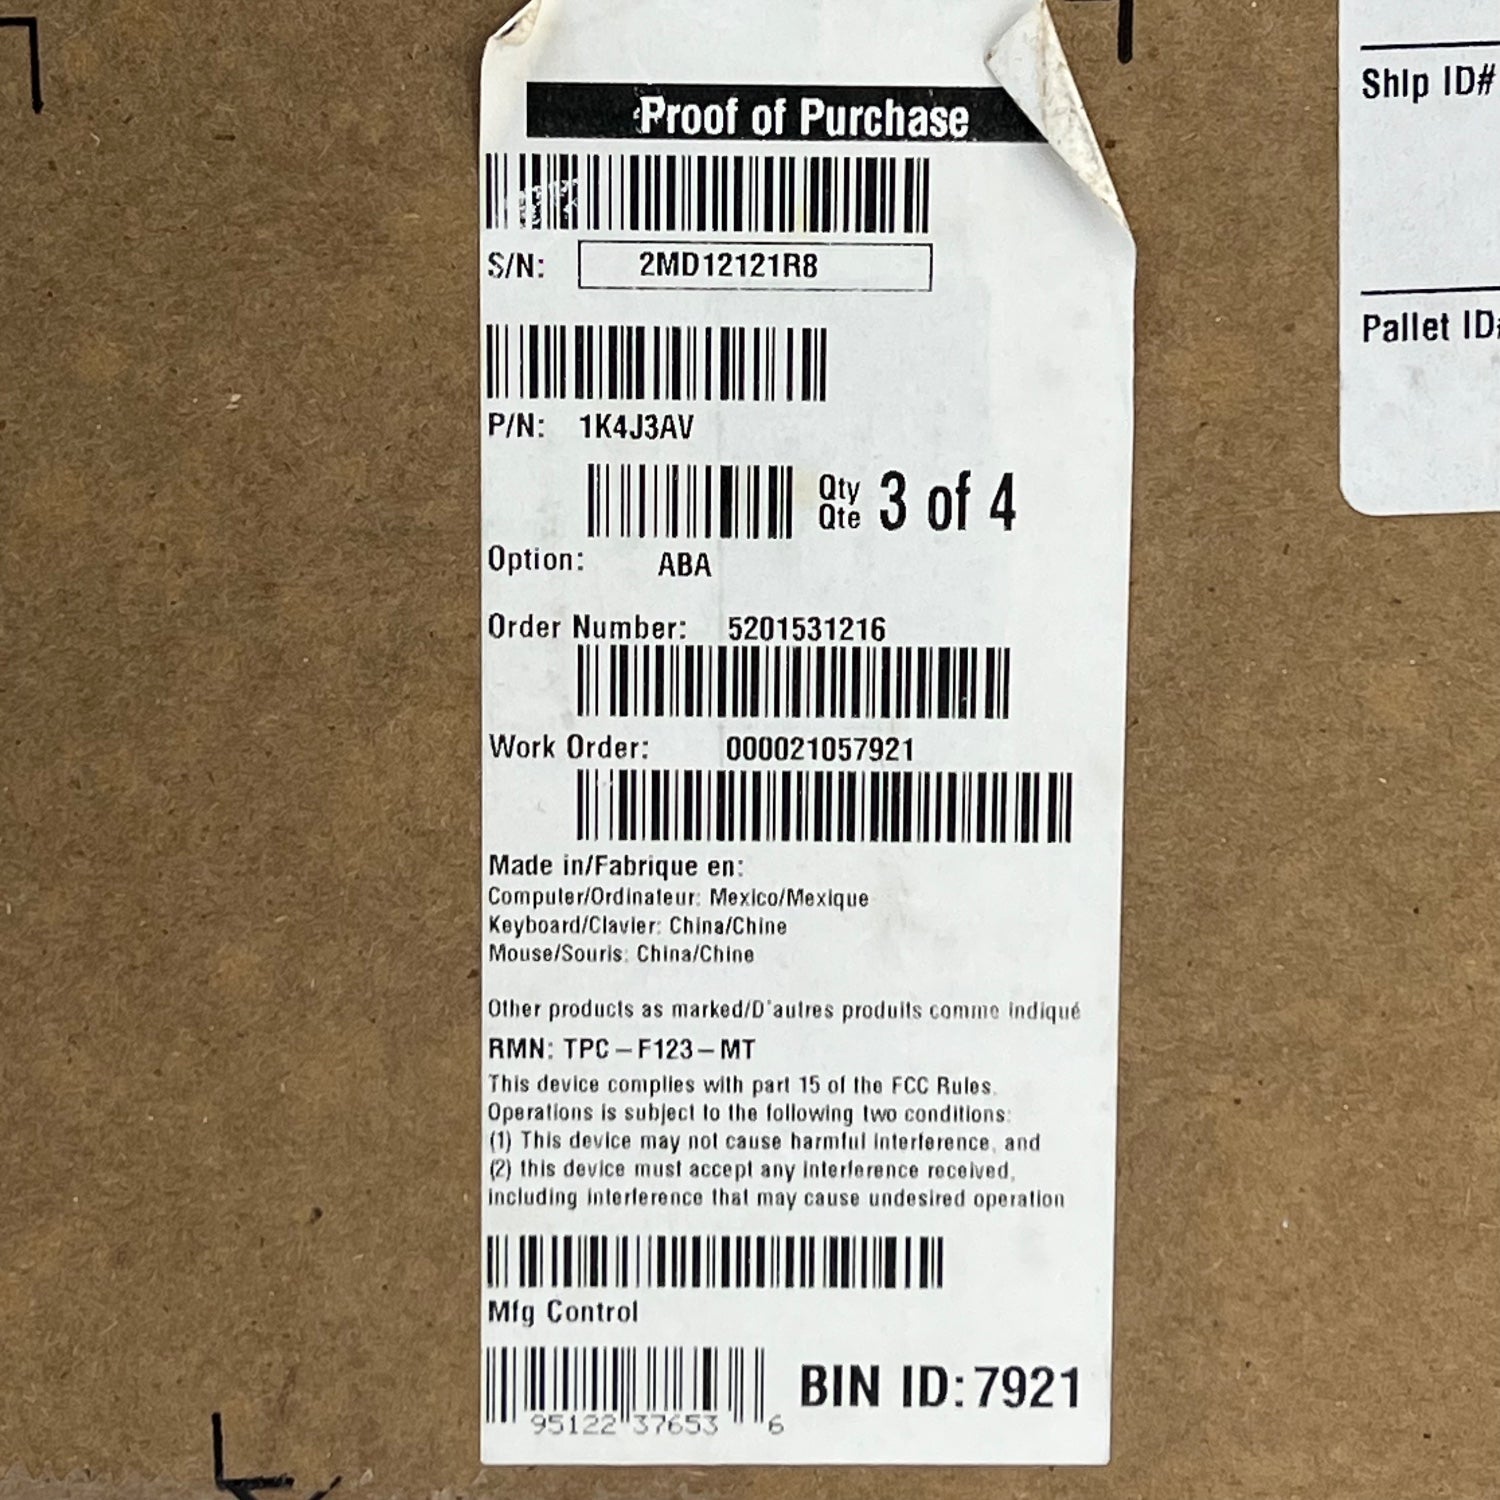 Proof of Purchase
S/N: 2MD12121R8
P/N: 1K4J3AV
Qty
Qte 3 of 4
Option: ABA
Order Number: 5201531216
Work Order: 000021057921
Made in/Fabrique en:
Computer/Ordinateur: Mexico/Mexique
Keyboard/Clavier: China/Chine
Mouse/Souris: China/Chine
Other products as marked/D'autres produits comme indiqué
RMN: TPC-F123-MT
This device complies with part 15 of the FCC Rules.
Operations is subject to the following two conditions:
(1) This device may not cause harmful interference, and
(2) this device must accept any interference received,
including interference that may cause undesired operation
Mfg Control
95122 37653 6
BIN ID: 7921
Ship ID#
Pallet ID#